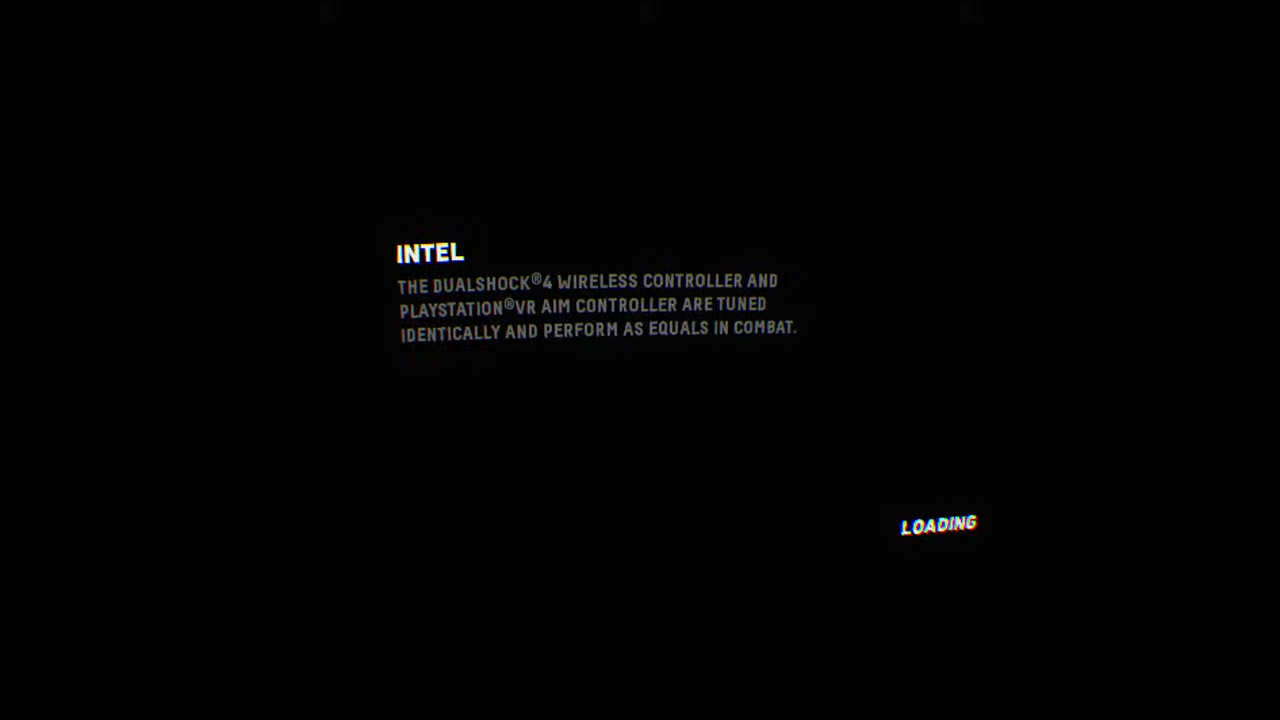 INTEL
THE DUALSHOCK®4 WIRELESS CONTROLLER AND
PLAYSTATION®VR AIM CONTROLLER ARE TUNED
IDENTICALLY AND PERFORM AS EQUALS IN COMBAT.
LOADING